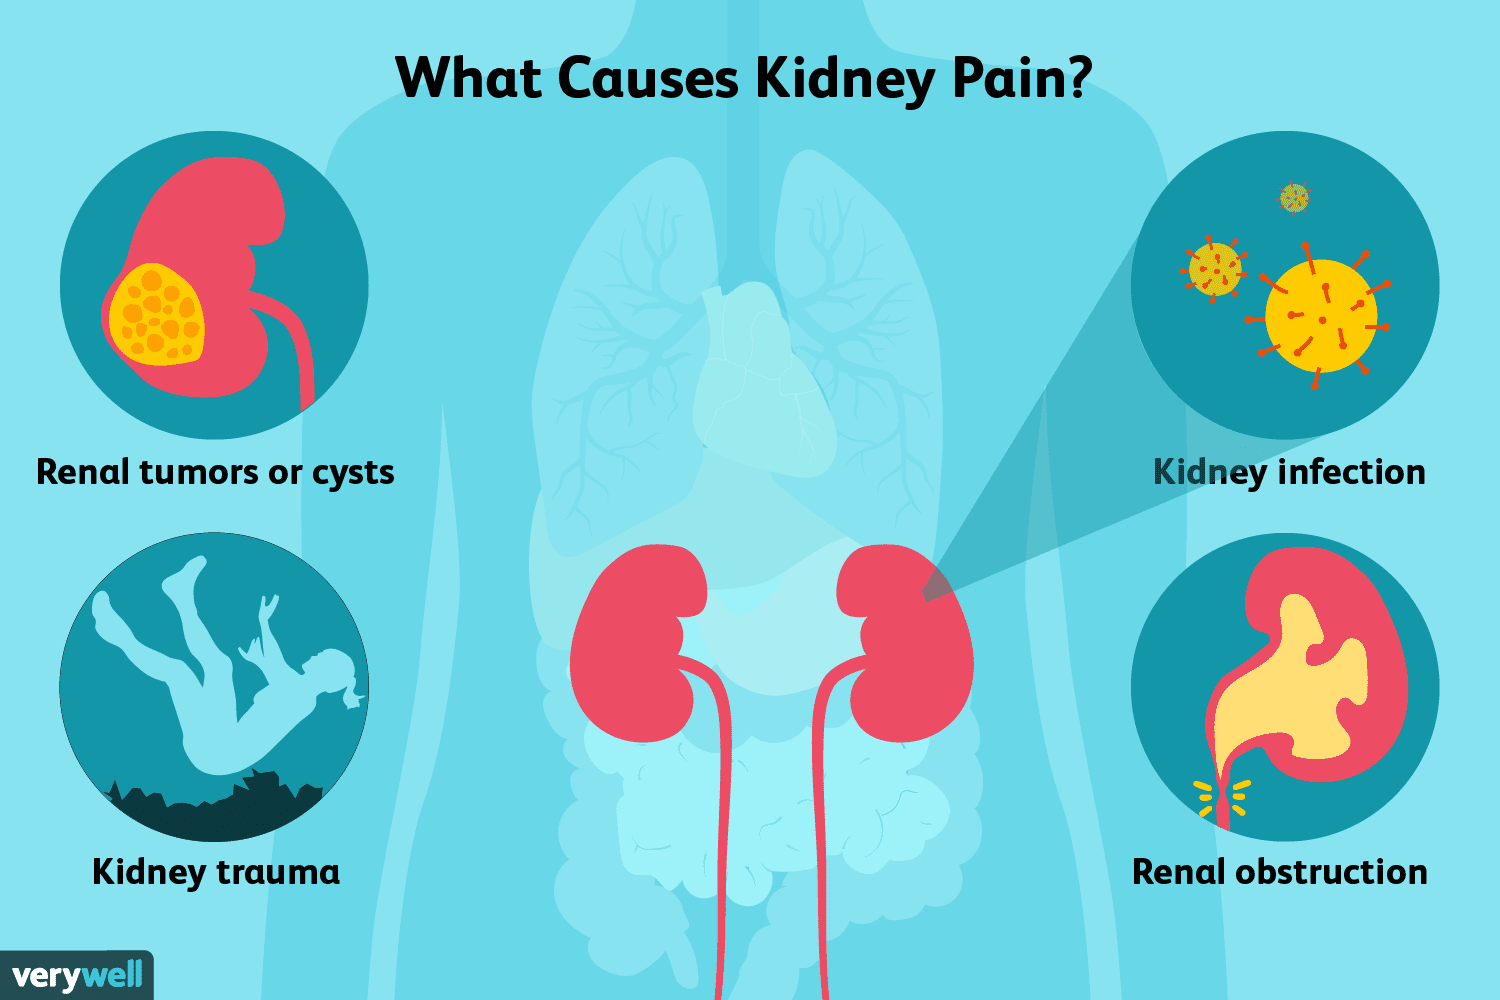 What Causes Kidney Pain?
Renal tumors or cysts
Kidney infection
Kidney trauma
Renal obstruction
verywell